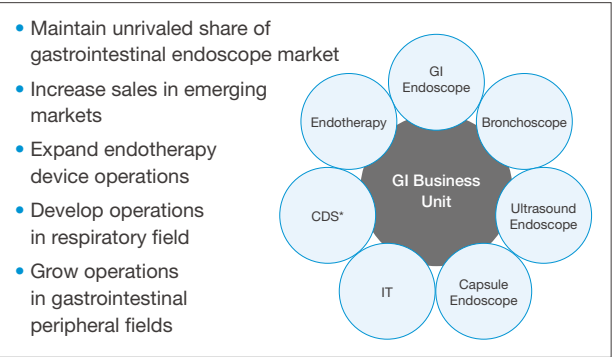 • Maintain unrivaled share of
gastrointestinal endoscope market
• Increase sales in emerging
markets
• Expand endotherapy
device operations
• Develop operations
in respiratory field
• Grow operations
in gastrointestinal
peripheral fields
GI
Endoscope
Bronchoscope
Ultrasound
Endoscope
Capsule
Endoscope
IT
CDS*
Endotherapy
GI Business
Unit